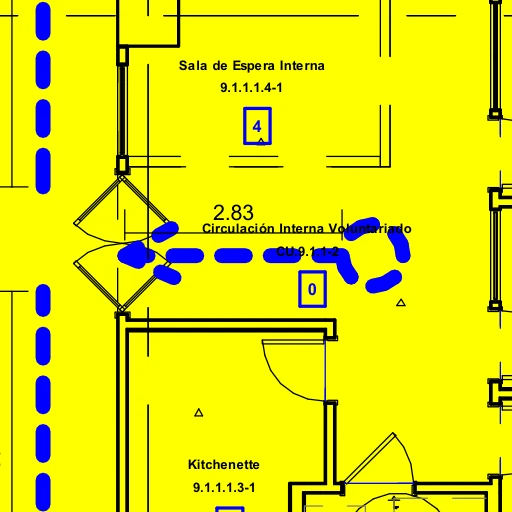 Sala de Espera Interna
9.1.1.1.4-1
4
2.83
Circulación Interna Voluntariado
CU.9.1.1-2
0
Kitchenette
9.1.1.1.3-1